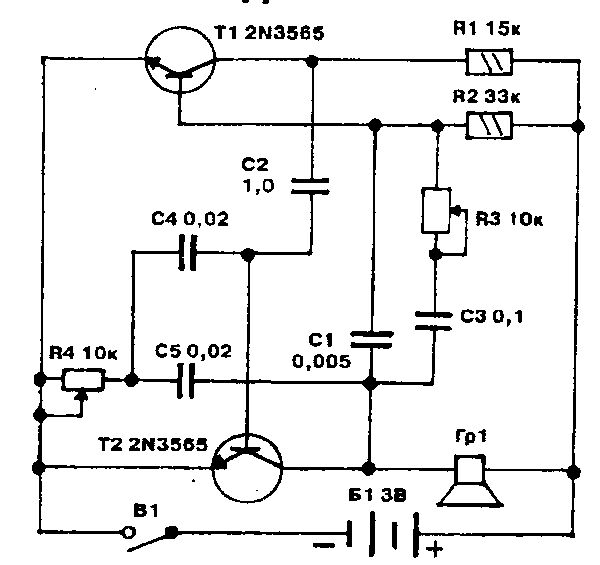 T1 2N3565
R1 15к
R2 33к
C2
1,0
C4 0,02
R3 10к
C3 0,1
C1
0,005
R4 10к
C5 0,02
T2 2N3565
Гр1
В1
Б1 3В
− +